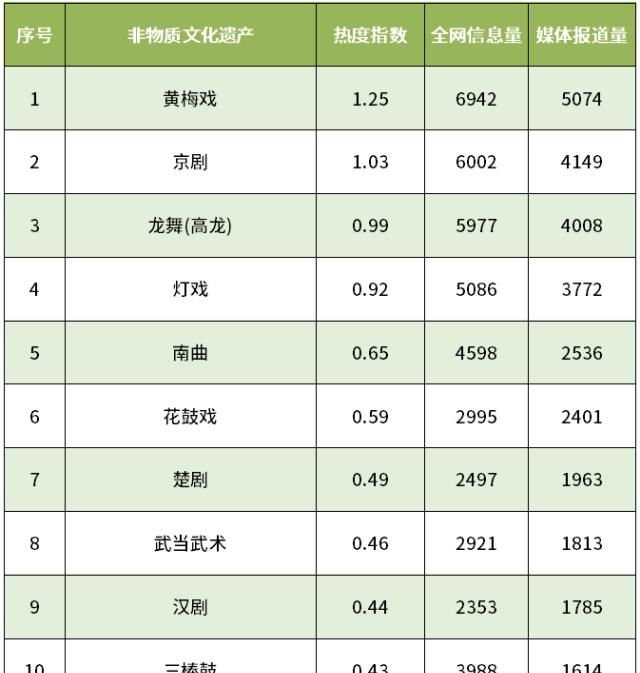 序号 非物质文化遗产 热度指数 全网信息量 媒体报道量
1 黄梅戏 1.25 6942 5074
2 京剧 1.03 6002 4149
3 龙舞(高龙) 0.99 5977 4008
4 灯戏 0.92 5086 3772
5 南曲 0.65 4598 2536
6 花鼓戏 0.59 2995 2401
7 楚剧 0.49 2497 1963
8 武当武术 0.46 2921 1813
9 汉剧 0.44 2353 1785
10 三棒鼓 0.43 3988 1614